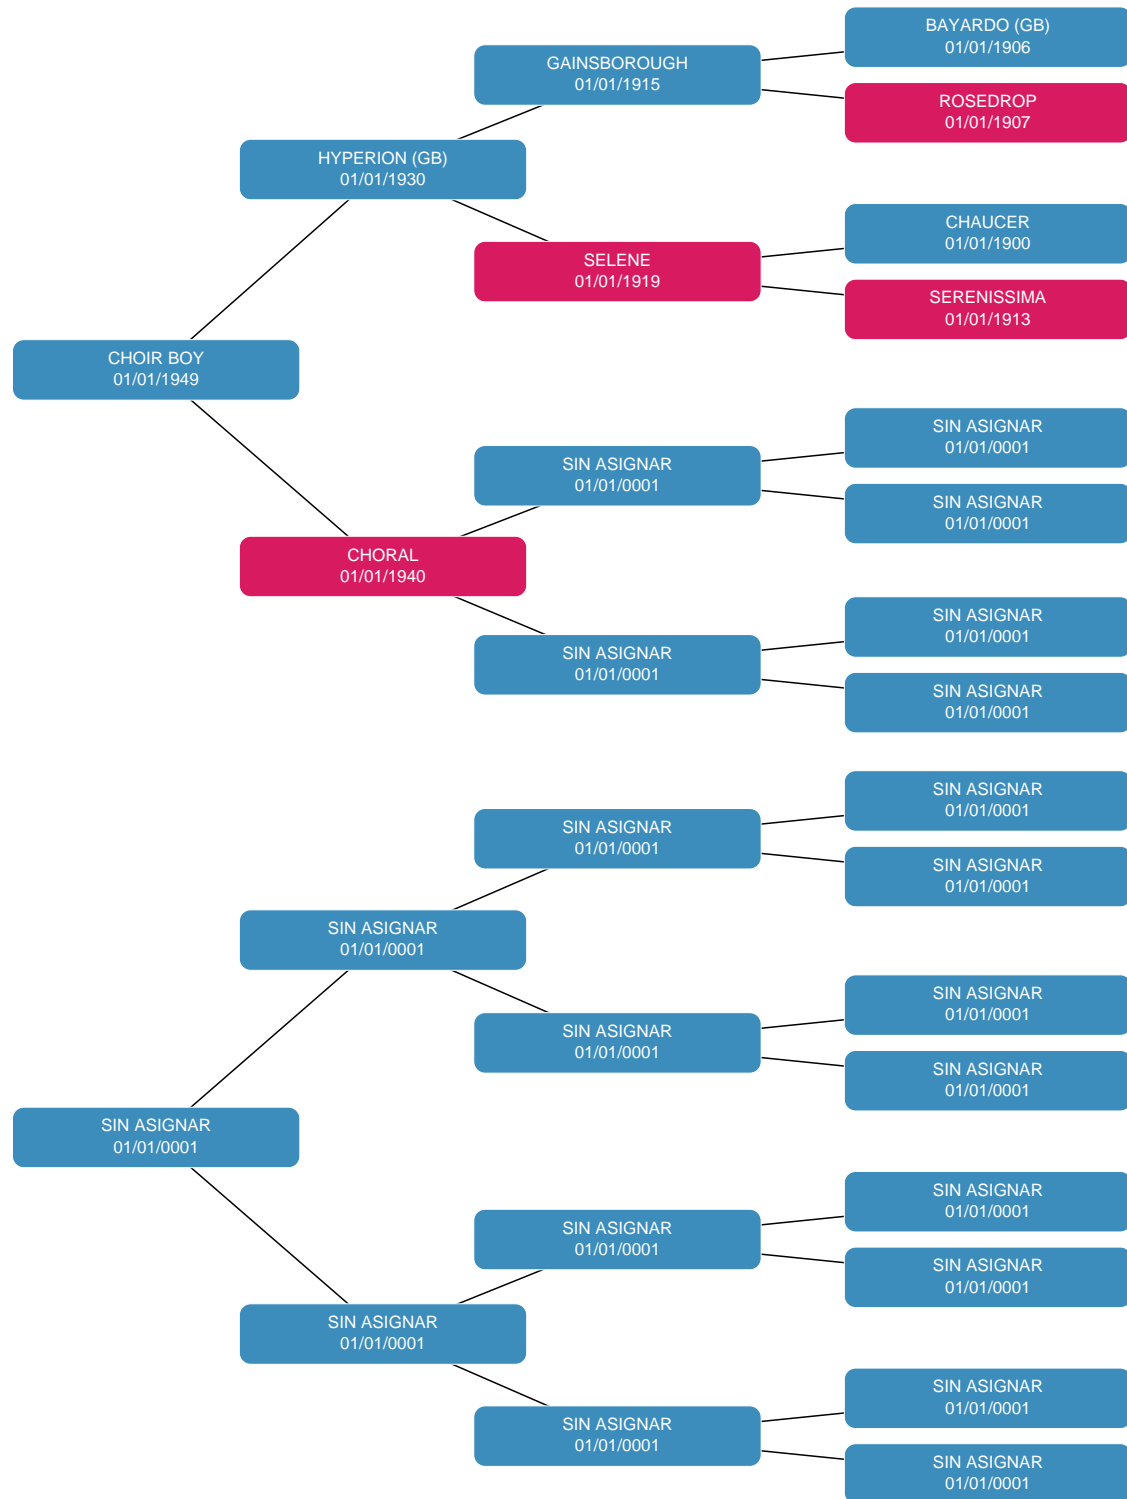 BAYARDO (GB)
01/01/1906
GAINSBOROUGH
01/01/1915
ROSEDROP
01/01/1907
HYPERION (GB)
01/01/1930
CHAUCER
01/01/1900
SELENE
01/01/1919
SERENISSIMA
01/01/1913
CHOIR BOY
01/01/1949
SIN ASIGNAR
01/01/0001
SIN ASIGNAR
01/01/0001
SIN ASIGNAR
01/01/0001
CHORAL
01/01/1940
SIN ASIGNAR
01/01/0001
SIN ASIGNAR
01/01/0001
SIN ASIGNAR
01/01/0001
SIN ASIGNAR
01/01/0001
SIN ASIGNAR
01/01/0001
SIN ASIGNAR
01/01/0001
SIN ASIGNAR
01/01/0001
SIN ASIGNAR
01/01/0001
SIN ASIGNAR
01/01/0001
SIN ASIGNAR
01/01/0001
SIN ASIGNAR
01/01/0001
SIN ASIGNAR
01/01/0001
SIN ASIGNAR
01/01/0001
SIN ASIGNAR
01/01/0001
SIN ASIGNAR
01/01/0001
SIN ASIGNAR
01/01/0001
SIN ASIGNAR
01/01/0001
SIN ASIGNAR
01/01/0001